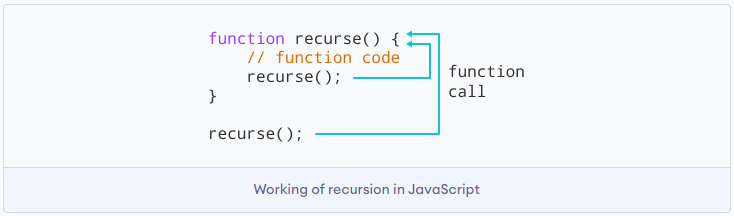 function recurse() {
// function code
recurse();
}
function
call
recurse();
Working of recursion in JavaScript